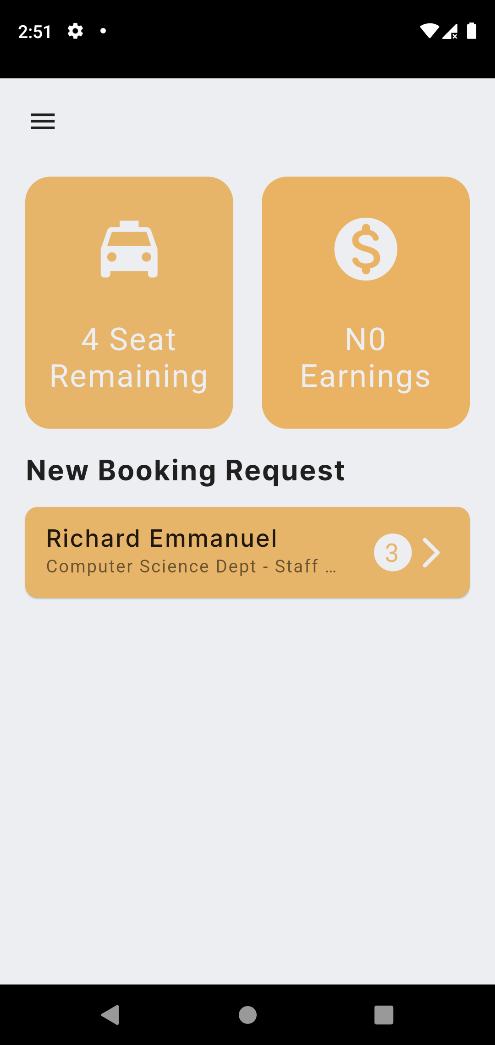 2:51
4 Seat
Remaining
N0
Earnings
New Booking Request
Richard Emmanuel
Computer Science Dept - Staff ...
3